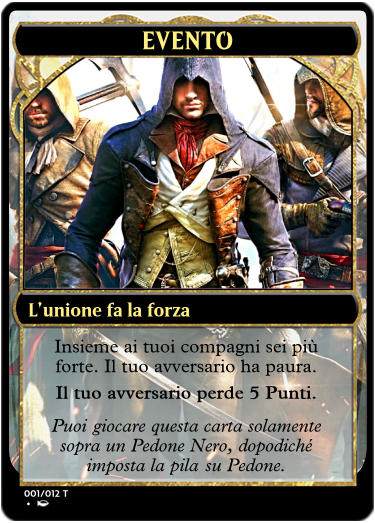 EVENTO
L'unione fa la forza
Insieme ai tuoi compagni sei più
forte. Il tuo avversario ha paura.
Il tuo avversario perde 5 Punti.
Puoi giocare questa carta solamente
sopra un Pedone Nero, dopodiché
imposta la pila su Pedone.
001/012 T